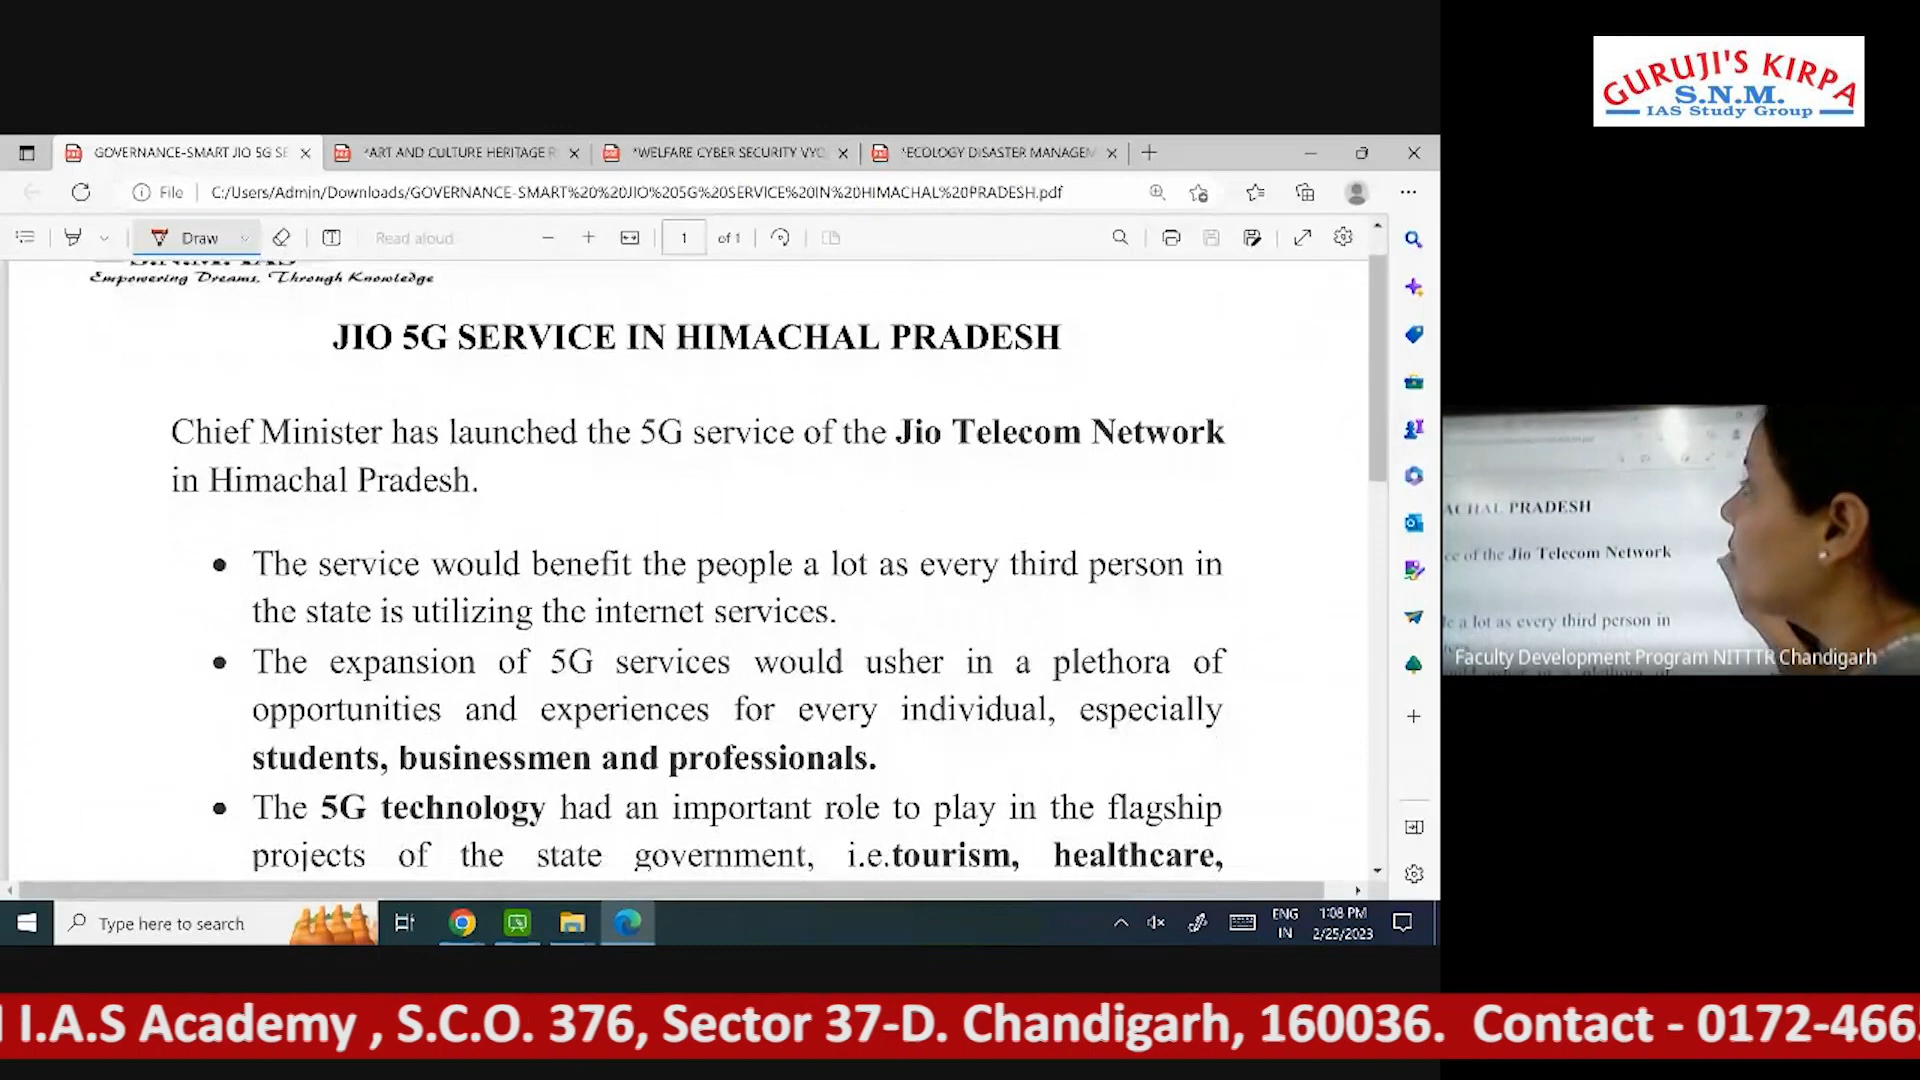 GURUJI'S KIRPA
S.N.M.
IAS Study Group
GOVERNANCE-SMART JIO 5G SE
*ART AND CULTURE HERITAGE R
*WELFARE CYBER SECURITY VYO
*ECOLOGY DISASTER MANAGEM
File
C:/Users/Admin/Downloads/GOVERNANCE-SMART%20%20JIO%205G%20SERVICE%20IN%20HIMACHAL%20PRADESH.pdf
Draw
Read aloud
1
of 1
S.N.M. IAS
Empowering Dreams, Through Knowledge
JIO 5G SERVICE IN HIMACHAL PRADESH
Chief Minister has launched the 5G service of the Jio Telecom Network
in Himachal Pradesh.
• The service would benefit the people a lot as every third person in
the state is utilizing the internet services.
• The expansion of 5G services would usher in a plethora of
opportunities and experiences for every individual, especially
students, businessmen and professionals.
• The 5G technology had an important role to play in the flagship
projects of the state government, i.e.tourism, healthcare,
ACHAL PRADESH
ce of the Jio Telecom Network
le a lot as every third person in
Faculty Development Program NITTTR Chandigarh
Type here to search
ENG
IN
1:08 PM
2/25/2023
I.A.S Academy , S.C.O. 376, Sector 37-D. Chandigarh, 160036. Contact - 0172-466